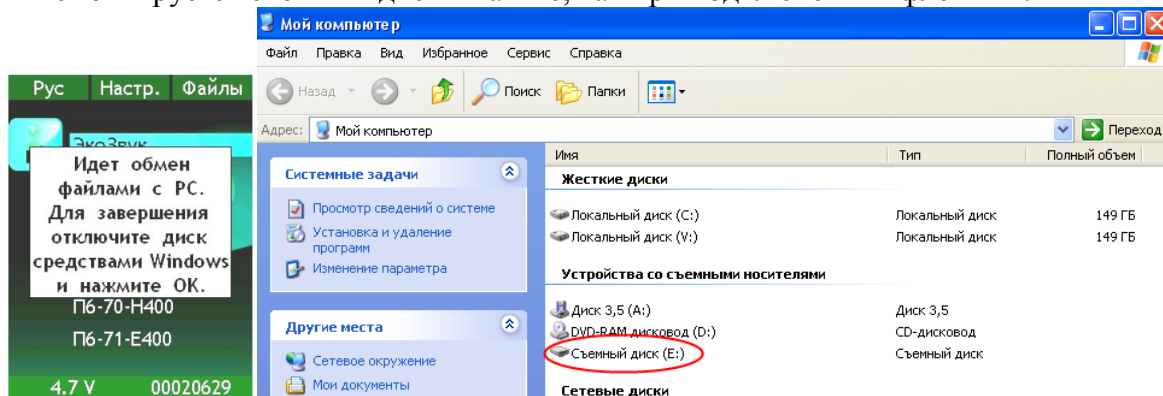 Мой компьютер
Файл Правка Вид Избранное Сервис Справка
Назад Поиск Папки
Адрес: Мой компьютер Переход
Рус Настр. Файлы
ЭкоЗвук
Идет обмен
файлами с PC.
Для завершения
отключите диск
средствами Windows
и нажмите ОК.
П6-70-Н400
П6-71-Е400
4.7 V 00020629
Системные задачи
Просмотр сведений о системе
Установка и удаление
программ
Изменение параметра
Другие места
Сетевое окружение
Мои документы
Имя Тип Полный объем
Жесткие диски
Локальный диск (C:) Локальный диск 149 ГБ
Локальный диск (V:) Локальный диск 149 ГБ
Устройства со съемными носителями
Диск 3,5 (A:) Диск 3,5
DVD-RAM дисковод (D:) CD-дисковод
Съемный диск (E:) Съемный диск
Сетевые диски